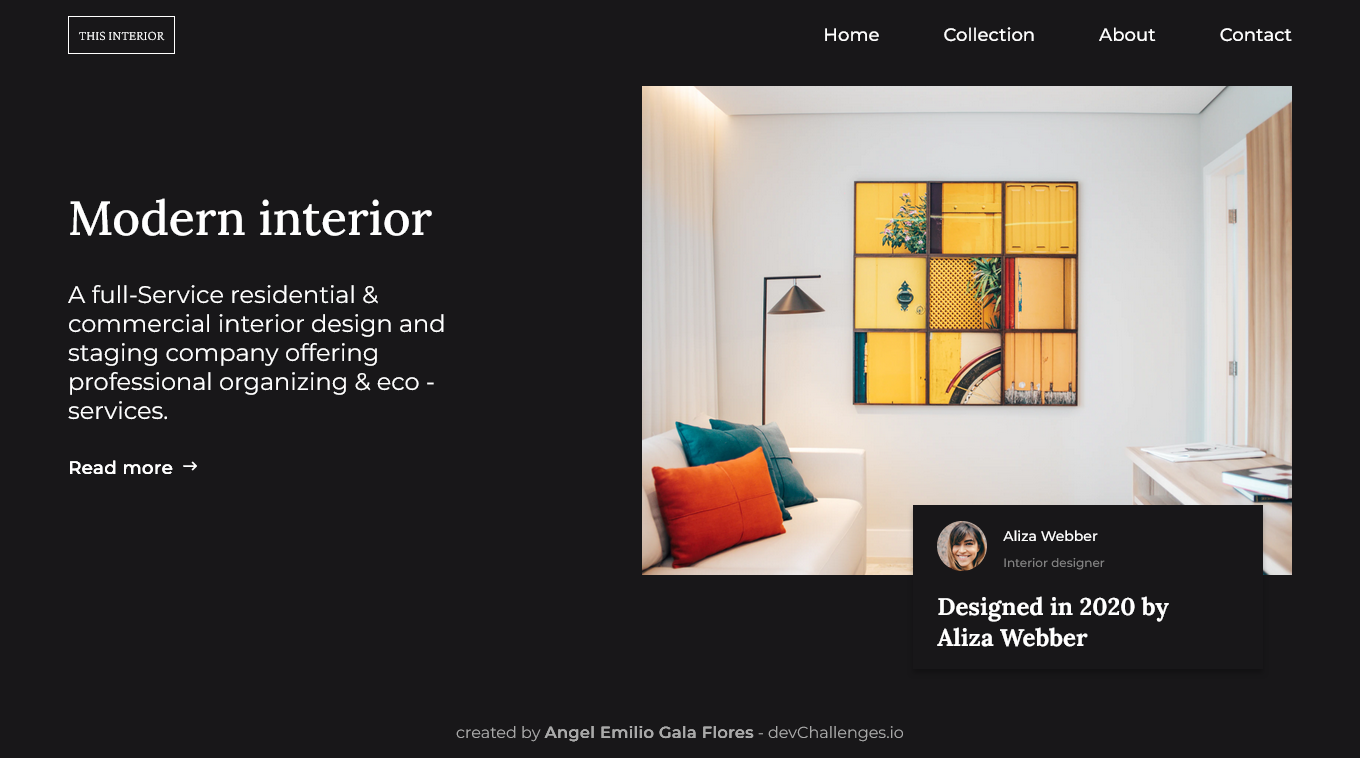 THIS INTERIOR
Home
Collection
About
Contact
Modern interior
A full-Service residential &
commercial interior design and
staging company offering
professional organizing & eco -
services.
Read more →
Aliza Webber
Interior designer
Designed in 2020 by
Aliza Webber
created by Angel Emilio Gala Flores - devChallenges.io